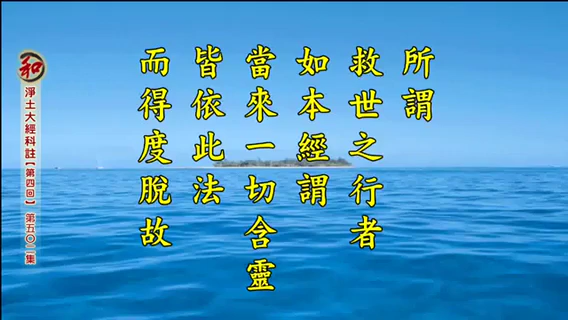 所謂
救世之行者
如本經謂
當來一切含靈
皆依此法
而得度脫故
和
淨土大經科註【第四回】 第五〇二集